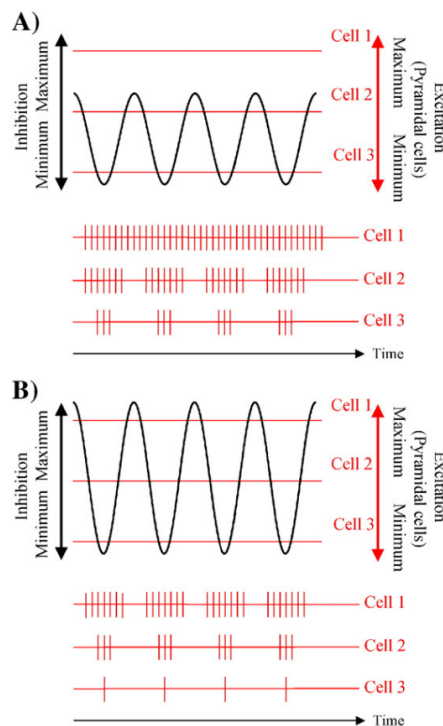 A)
Cell 1
Cell 2
Cell 3
Inhibition
Minimum Maximum
Excitation
(Pyramidal cells)
Maximum Minimum
Cell 1
Cell 2
Cell 3
Time
B)
Cell 1
Cell 2
Cell 3
Inhibition
Minimum Maximum
Excitation
(Pyramidal cells)
Maximum Minimum
Cell 1
Cell 2
Cell 3
Time